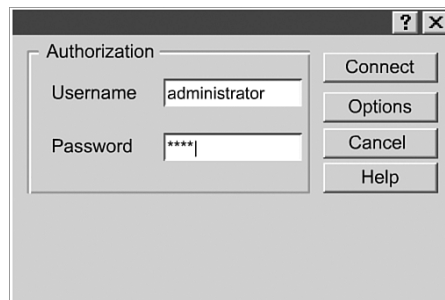 ? X
Authorization
Username administrator
Password ****
Connect
Options
Cancel
Help